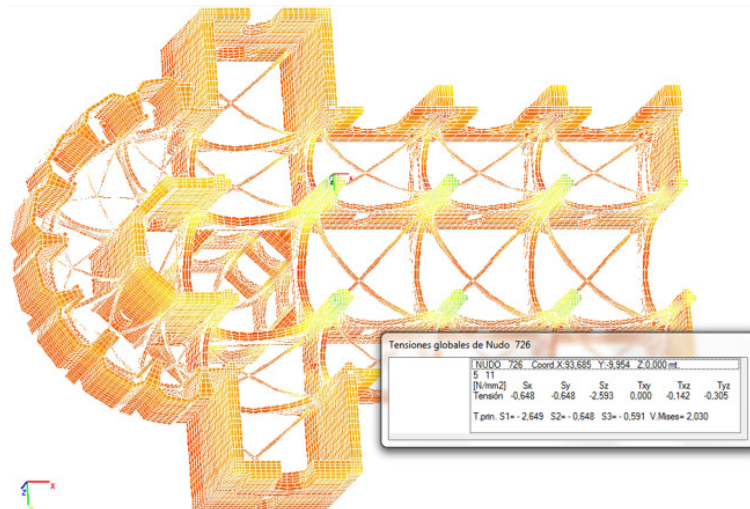 Tensiones globales de Nudo 726
NUDO 726 Coord.X:93,685 Y:-9,954 Z:0,000 mt.
5 11
[N/mm2] Sx Sy Sz Txy Txz Tyz
Tensión -0,648 -0,648 -2,593 0,000 -0,142 -0,305
T.prin. S1= -2,649 S2= -0,648 S3= -0,591 V.Mises= 2,030
Z X